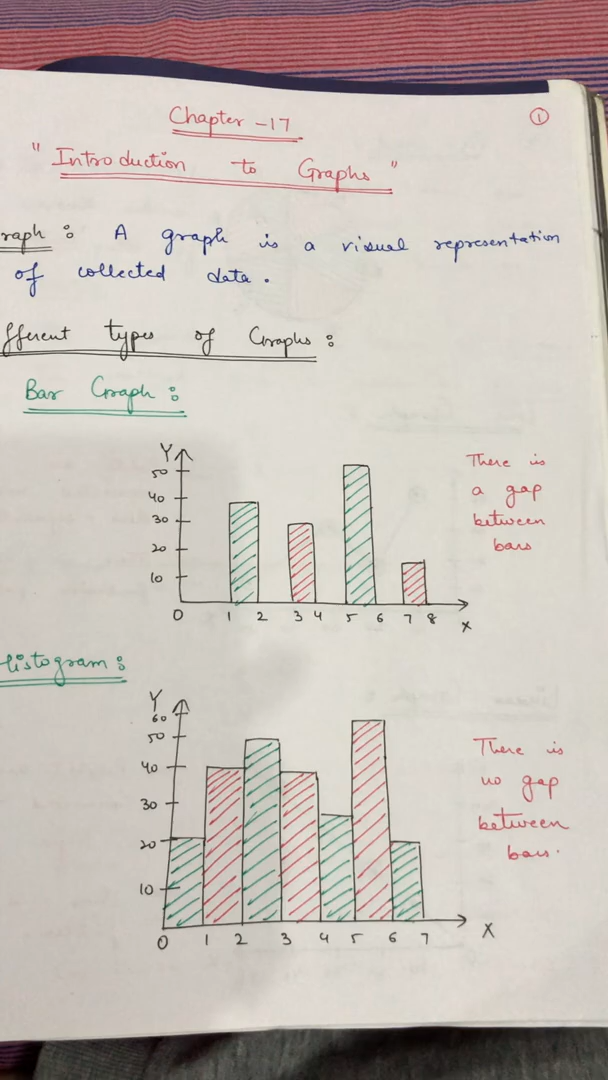 ①
Chapter - 17
" Introduction to Graphs "
raph : A graph is a visual representation
of collected data .
fferent types of Graphs :
Bar Graph :
Y
50
40
30
20
10
0 1 2 3 4 5 6 7 8 X
There is
a gap
between
bars
Histogram :
Y
60
50
40
30
20
10
0 1 2 3 4 5 6 7 X
There is
no gap
between
bars.